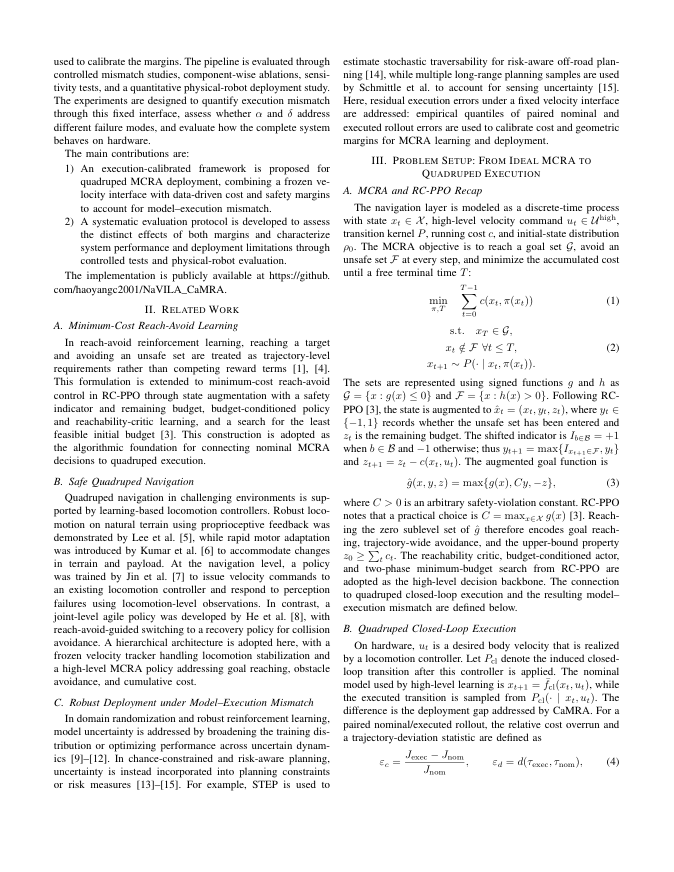 used to calibrate the margins. The pipeline is evaluated through
controlled mismatch studies, component-wise ablations, sensi-
tivity tests, and a quantitative physical-robot deployment study.
The experiments are designed to quantify execution mismatch
through this fixed interface, assess whether α and δ address
different failure modes, and evaluate how the complete system
behaves on hardware.
The main contributions are:
1) An execution-calibrated framework is proposed for
quadruped MCRA deployment, combining a frozen ve-
locity interface with data-driven cost and safety margins
to account for model–execution mismatch.
2) A systematic evaluation protocol is developed to assess
the distinct effects of both margins and characterize
system performance and deployment limitations through
controlled tests and physical-robot evaluation.
The implementation is publicly available at https://github.
com/haoyangc2001/NaVILA_CaMRA.
II. RELATED WORK
A. Minimum-Cost Reach-Avoid Learning
In reach-avoid reinforcement learning, reaching a target
and avoiding an unsafe set are treated as trajectory-level
requirements rather than competing reward terms [1], [4].
This formulation is extended to minimum-cost reach-avoid
control in RC-PPO through state augmentation with a safety
indicator and remaining budget, budget-conditioned policy
and reachability-critic learning, and a search for the least
feasible initial budget [3]. This construction is adopted as
the algorithmic foundation for connecting nominal MCRA
decisions to quadruped execution.
B. Safe Quadruped Navigation
Quadruped navigation in challenging environments is sup-
ported by learning-based locomotion controllers. Robust loco-
motion on natural terrain using proprioceptive feedback was
demonstrated by Lee et al. [5], while rapid motor adaptation
was introduced by Kumar et al. [6] to accommodate changes
in terrain and payload. At the navigation level, a policy
was trained by Jin et al. [7] to issue velocity commands to
an existing locomotion controller and respond to perception
failures using locomotion-level observations. In contrast, a
joint-level agile policy was developed by He et al. [8], with
reach-avoid-guided switching to a recovery policy for collision
avoidance. A hierarchical architecture is adopted here, with a
frozen velocity tracker handling locomotion stabilization and
a high-level MCRA policy addressing goal reaching, obstacle
avoidance, and cumulative cost.
C. Robust Deployment under Model–Execution Mismatch
In domain randomization and robust reinforcement learning,
model uncertainty is addressed by broadening the training dis-
tribution or optimizing performance across uncertain dynam-
ics [9]–[12]. In chance-constrained and risk-aware planning,
uncertainty is instead incorporated into planning constraints
or risk measures [13]–[15]. For example, STEP is used to
estimate stochastic traversability for risk-aware off-road plan-
ning [14], while multiple long-range planning samples are used
by Schmittle et al. to account for sensing uncertainty [15].
Here, residual execution errors under a fixed velocity interface
are addressed: empirical quantiles of paired nominal and
executed rollout errors are used to calibrate cost and geometric
margins for MCRA learning and deployment.
III. PROBLEM SETUP: FROM IDEAL MCRA TO
QUADRUPED EXECUTION
A. MCRA and RC-PPO Recap
The navigation layer is modeled as a discrete-time process
with state x_t ∈ X, high-level velocity command u_t ∈ U^high,
transition kernel P, running cost c, and initial-state distribution
ρ_0. The MCRA objective is to reach a goal set G, avoid an
unsafe set F at every step, and minimize the accumulated cost
until a free terminal time T:
min_{π,T} ∑_{t=0}^{T−1} c(x_t, π(x_t)) (1)
s.t. x_T ∈ G,
x_t ∉ F ∀t ≤ T, (2)
x_{t+1} ∼ P(· | x_t, π(x_t)).
The sets are represented using signed functions g and h as
G = {x : g(x) ≤ 0} and F = {x : h(x) > 0}. Following RC-
PPO [3], the state is augmented to x̂_t = (x_t, y_t, z_t), where y_t ∈
{−1, 1} records whether the unsafe set has been entered and
z_t is the remaining budget. The shifted indicator is I_{b∈B} = +1
when b ∈ B and −1 otherwise; thus y_{t+1} = max{I_{x_{t+1}∈F}, y_t}
and z_{t+1} = z_t − c(x_t, u_t). The augmented goal function is
ĝ(x, y, z) = max{g(x), Cy, −z}, (3)
where C > 0 is an arbitrary safety-violation constant. RC-PPO
notes that a practical choice is C = max_{x∈X} g(x) [3]. Reach-
ing the zero sublevel set of ĝ therefore encodes goal reach-
ing, trajectory-wide avoidance, and the upper-bound property
z_0 ≥ ∑_t c_t. The reachability critic, budget-conditioned actor,
and two-phase minimum-budget search from RC-PPO are
adopted as the high-level decision backbone. The connection
to quadruped closed-loop execution and the resulting model–
execution mismatch are defined below.
B. Quadruped Closed-Loop Execution
On hardware, u_t is a desired body velocity that is realized
by a locomotion controller. Let P_cl denote the induced closed-
loop transition after this controller is applied. The nominal
model used by high-level learning is x_{t+1} = f̂_cl(x_t, u_t), while
the executed transition is sampled from P_cl(· | x_t, u_t). The
difference is the deployment gap addressed by CaMRA. For a
paired nominal/executed rollout, the relative cost overrun and
a trajectory-deviation statistic are defined as
ε_c = (J_exec − J_nom) / J_nom, ε_d = d(τ_exec, τ_nom), (4)